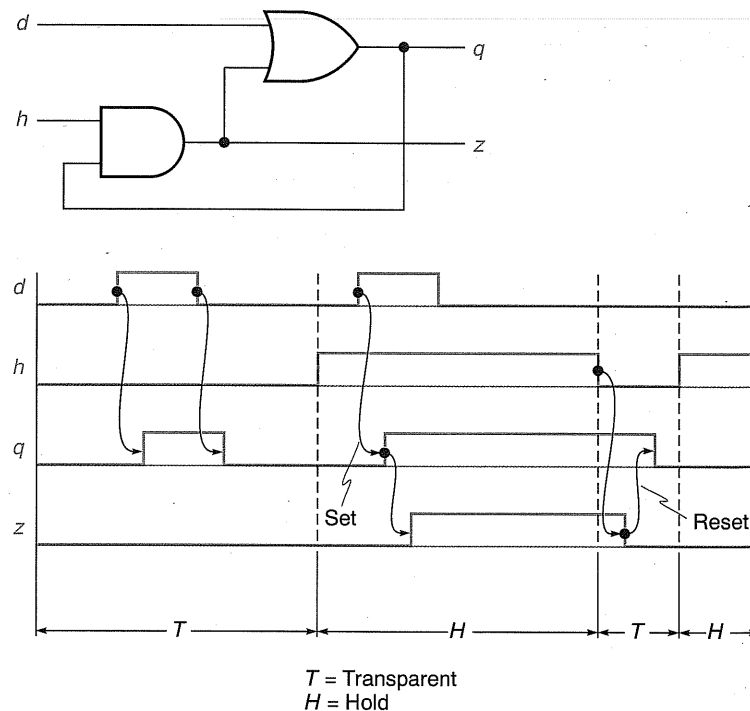 d
q
h
z
d
h
q
Set
Reset
z
T H T H
T = Transparent
H = Hold